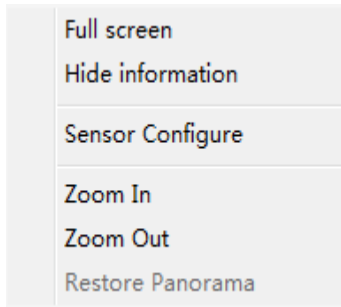 Full screen
Hide information
Sensor Configure
Zoom In
Zoom Out
Restore Panorama